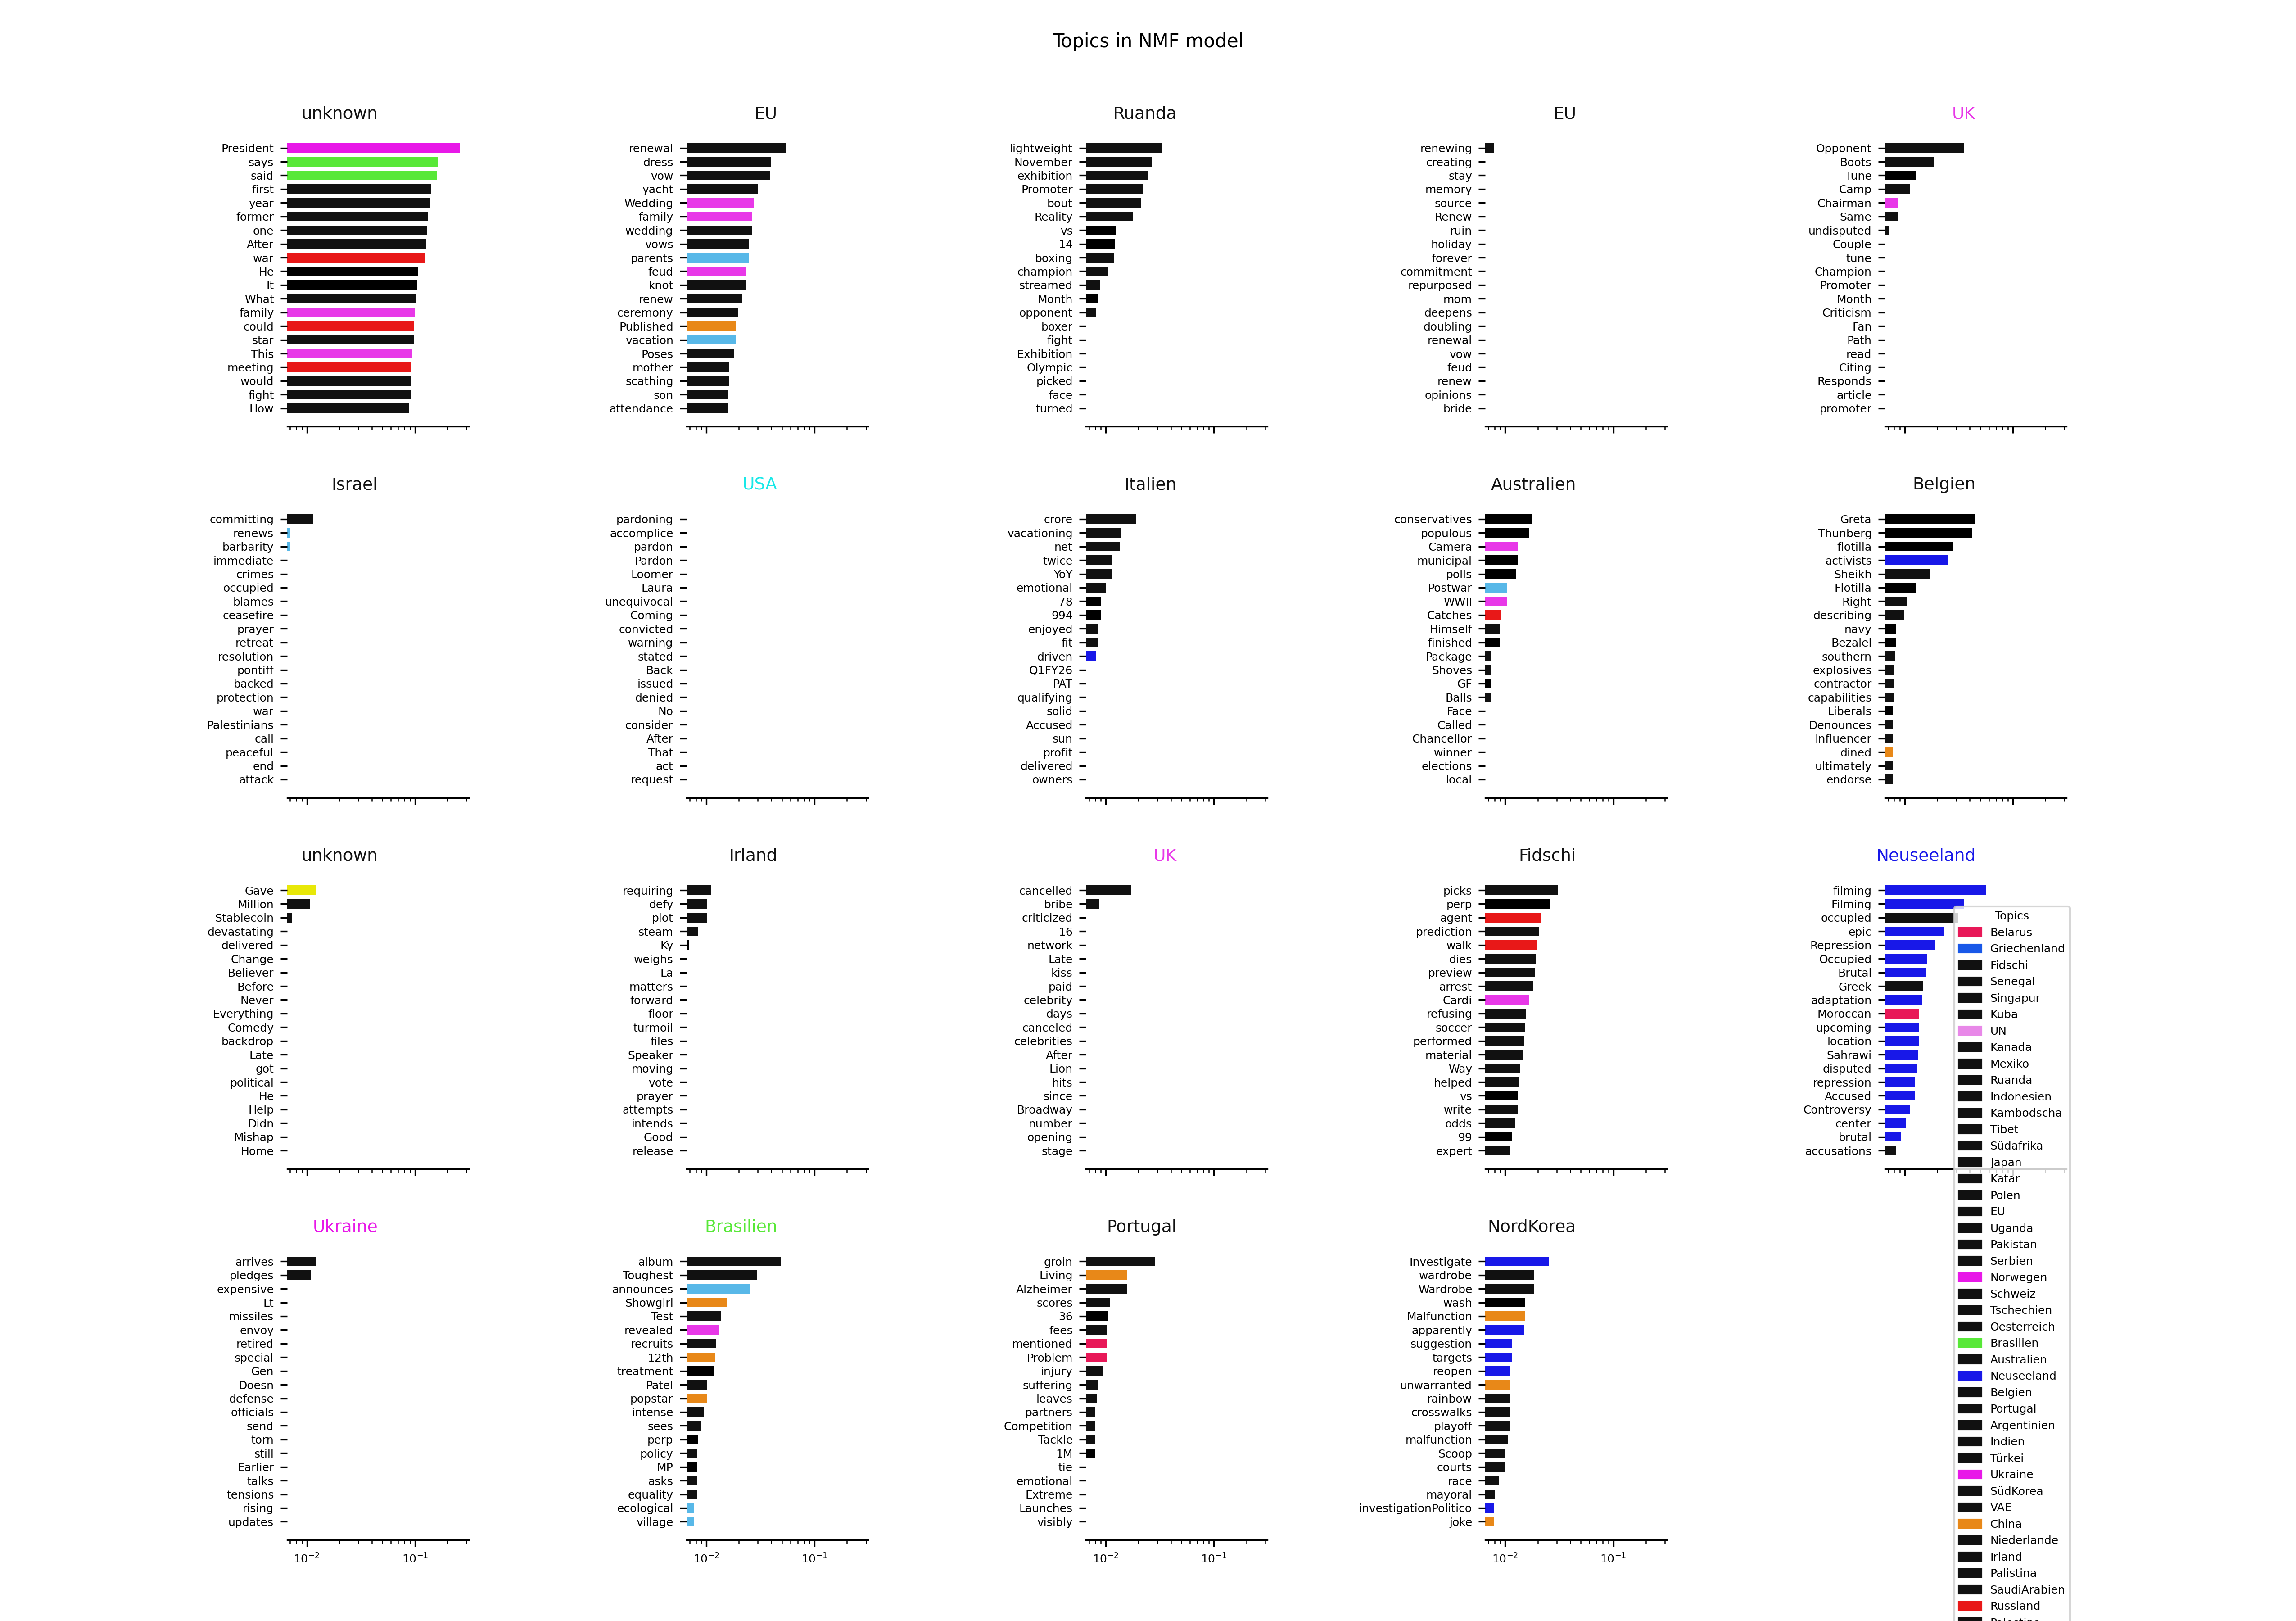 Topics in NMF model
unknown
President
says
said
first
year
former
one
After
war
He
It
What
family
could
star
This
meeting
would
fight
How
EU
renewal
dress
vow
yacht
Wedding
family
wedding
vows
parents
feud
knot
renew
ceremony
Published
vacation
Poses
mother
scathing
son
attendance
Ruanda
lightweight
November
exhibition
Promoter
bout
Reality
vs
14
boxing
champion
streamed
Month
opponent
boxer
fight
Exhibition
Olympic
picked
face
turned
EU
renewing
creating
stay
memory
source
Renew
ruin
holiday
forever
commitment
repurposed
mom
deepens
doubling
renewal
vow
feud
renew
opinions
bride
UK
Opponent
Boots
Tune
Camp
Chairman
Same
undisputed
Couple
tune
Champion
Promoter
Month
Criticism
Fan
Path
read
Citing
Responds
article
promoter
Israel
committing
renews
barbarity
immediate
crimes
occupied
blames
ceasefire
prayer
retreat
resolution
pontiff
backed
protection
war
Palestinians
call
peaceful
end
attack
USA
pardoning
accomplice
pardon
Pardon
Loomer
Laura
unequivocal
Coming
convicted
warning
stated
Back
issued
denied
No
consider
After
That
act
request
Italien
crore
vacationing
net
twice
YoY
emotional
78
994
enjoyed
fit
driven
Q1FY26
PAT
qualifying
solid
Accused
sun
profit
delivered
owners
Australien
conservatives
populous
Camera
municipal
polls
Postwar
WWII
Catches
Himself
finished
Package
Shoves
GF
Balls
Face
Called
Chancellor
winner
elections
local
Belgien
Greta
Thunberg
flotilla
activists
Sheikh
Flotilla
Right
describing
navy
Bezalel
southern
explosives
contractor
capabilities
Liberals
Denounces
Influencer
dined
ultimately
endorse
unknown
Gave
Million
Stablecoin
devastating
delivered
Change
Believer
Before
Never
Everything
Comedy
backdrop
Late
got
political
He
Help
Didn
Mishap
Home
Irland
requiring
defy
plot
steam
Ky
weighs
La
matters
forward
floor
turmoil
files
Speaker
moving
vote
prayer
attempts
intends
Good
release
UK
cancelled
bribe
criticized
16
network
Late
kiss
paid
celebrity
days
canceled
celebrities
After
Lion
hits
since
Broadway
number
opening
stage
Fidschi
picks
perp
agent
prediction
walk
dies
preview
arrest
Cardi
refusing
soccer
performed
material
Way
helped
vs
write
odds
99
expert
Neuseeland
filming
Filming
occupied
epic
Repression
Occupied
Brutal
Greek
adaptation
Moroccan
upcoming
location
Sahrawi
disputed
repression
Accused
Controversy
center
brutal
accusations
Ukraine
arrives
pledges
expensive
Lt
missiles
envoy
retired
special
Gen
Doesn
defense
officials
send
torn
still
Earlier
talks
tensions
rising
updates
10⁻² 10⁻¹
Brasilien
album
Toughest
announces
Showgirl
Test
revealed
recruits
12th
treatment
Patel
popstar
intense
sees
perp
policy
MP
asks
equality
ecological
village
10⁻² 10⁻¹
Portugal
groin
Living
Alzheimer
scores
36
fees
mentioned
Problem
injury
suffering
leaves
partners
Competition
Tackle
1M
tie
emotional
Extreme
Launches
visibly
10⁻² 10⁻¹
NordKorea
Investigate
wardrobe
Wardrobe
wash
Malfunction
apparently
suggestion
targets
reopen
unwarranted
rainbow
crosswalks
playoff
malfunction
Scoop
courts
race
mayoral
investigationPolitico
joke
10⁻² 10⁻¹
Topics
Belarus
Griechenland
Fidschi
Senegal
Singapur
Kuba
UN
Kanada
Mexiko
Ruanda
Indonesien
Kambodscha
Tibet
Südafrika
Japan
Katar
Polen
EU
Uganda
Pakistan
Serbien
Norwegen
Schweiz
Tschechien
Oesterreich
Brasilien
Australien
Neuseeland
Belgien
Portugal
Argentinien
Indien
Türkei
Ukraine
SüdKorea
VAE
China
Niederlande
Irland
Palistina
SaudiArabien
Russland